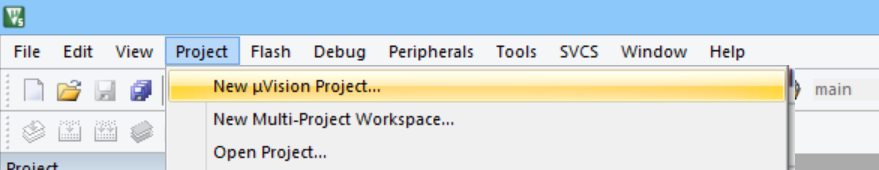 File Edit View Project Flash Debug Peripherals Tools SVCS Window Help
New µVision Project...
main
New Multi-Project Workspace...
Open Project...
Project